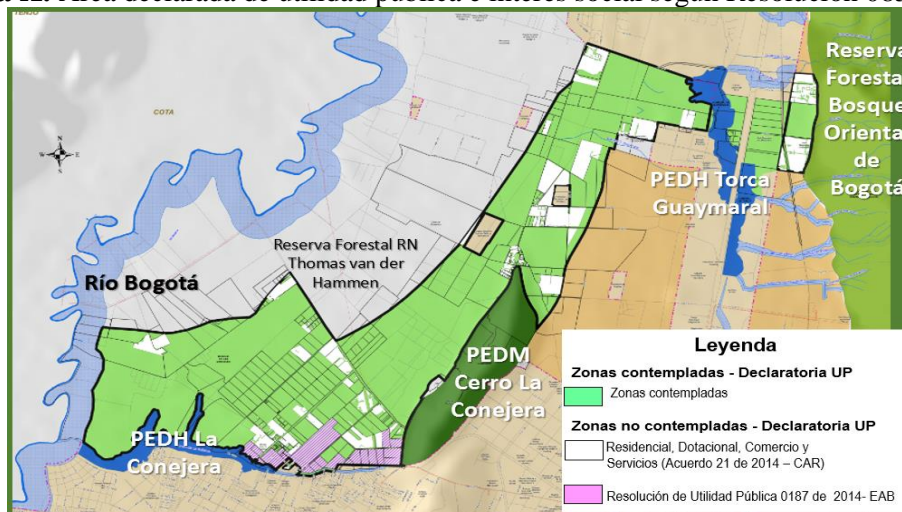 Área declarada de utilidad pública e interés social según Resolución
TENJO
COTA
N
W E
S
Reserva
Foresta
Bosque
Orienta
de
Bogotá
PEDH Torca
Guaymaral
Reserva Forestal RN
Thomas van der
Hammen
Río Bogotá
PEDM
Cerro La
Conejera
PEDH La
Conejera
Leyenda
Zonas contempladas - Declaratoria UP
Zonas contempladas
Zonas no contempladas - Declaratoria UP
Residencial, Dotacional, Comercio y
Servicios (Acuerdo 21 de 2014 – CAR)
Resolución de Utilidad Pública 0187 de 2014- EAB